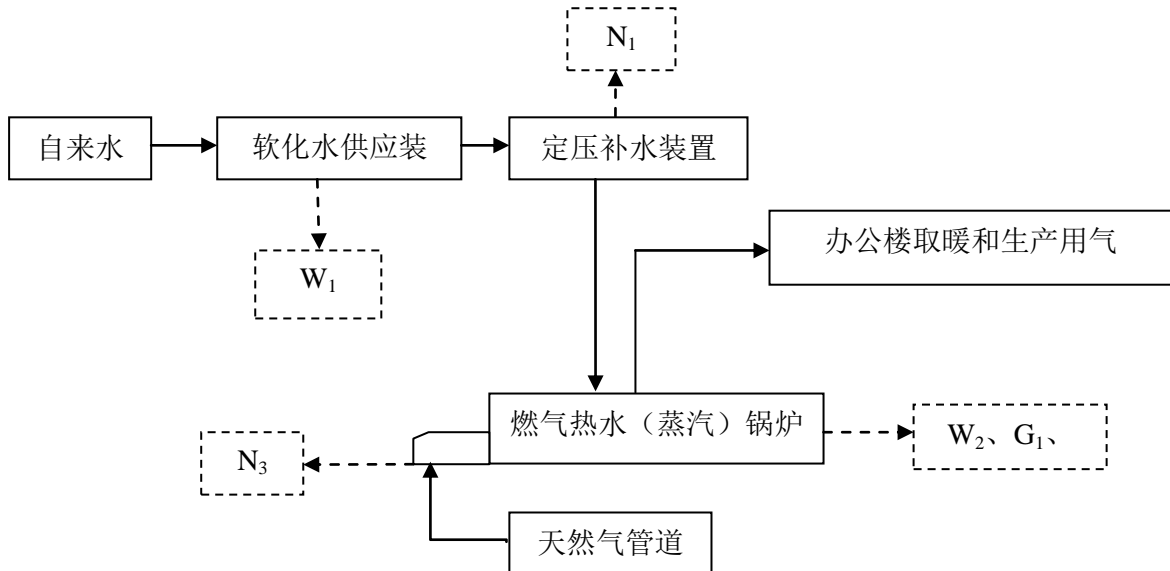 N₁
自来水
软化水供应装
定压补水装置
办公楼取暖和生产用气
W₁
燃气热水（蒸汽）锅炉
W₂、G₁、
N₃
天然气管道